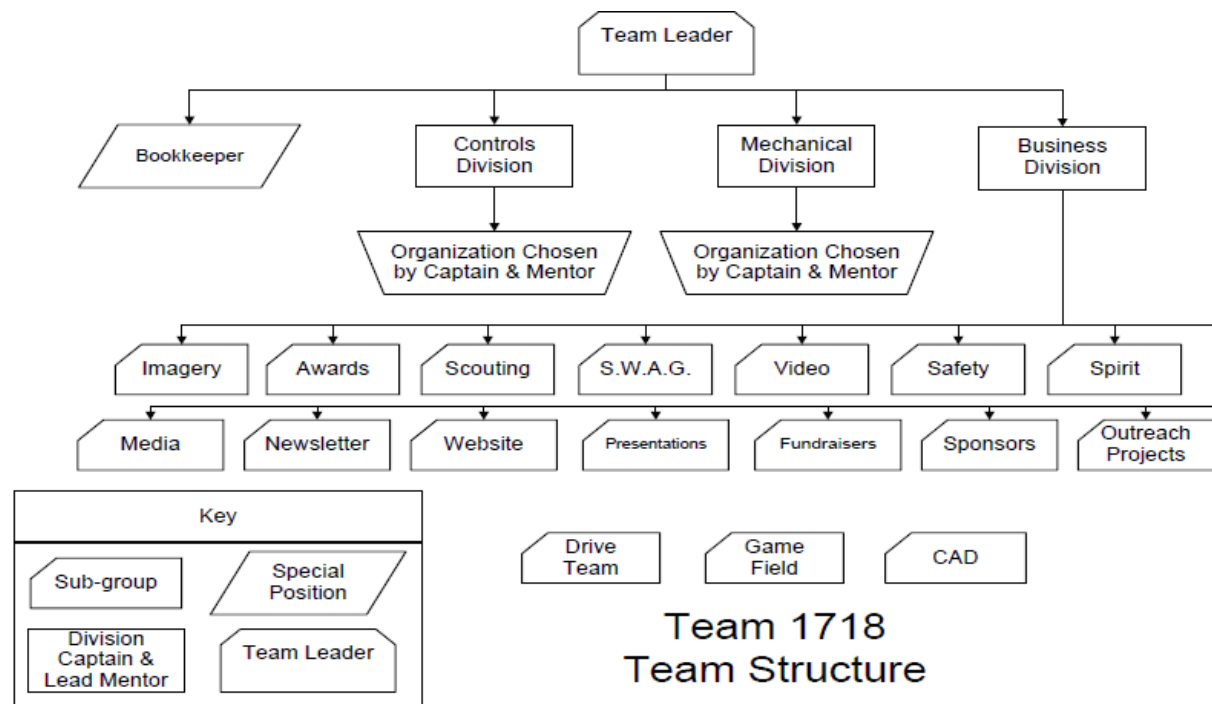 Team Leader
Bookkeeper
Controls
Division
Mechanical
Division
Business
Division
Organization Chosen
by Captain & Mentor
Organization Chosen
by Captain & Mentor
Imagery
Awards
Scouting
S.W.A.G.
Video
Safety
Spirit
Media
Newsletter
Website
Presentations
Fundraisers
Sponsors
Outreach
Projects
Key
Sub-group
Special
Position
Division
Captain &
Lead Mentor
Team Leader
Drive
Team
Game
Field
CAD
Team 1718
Team Structure